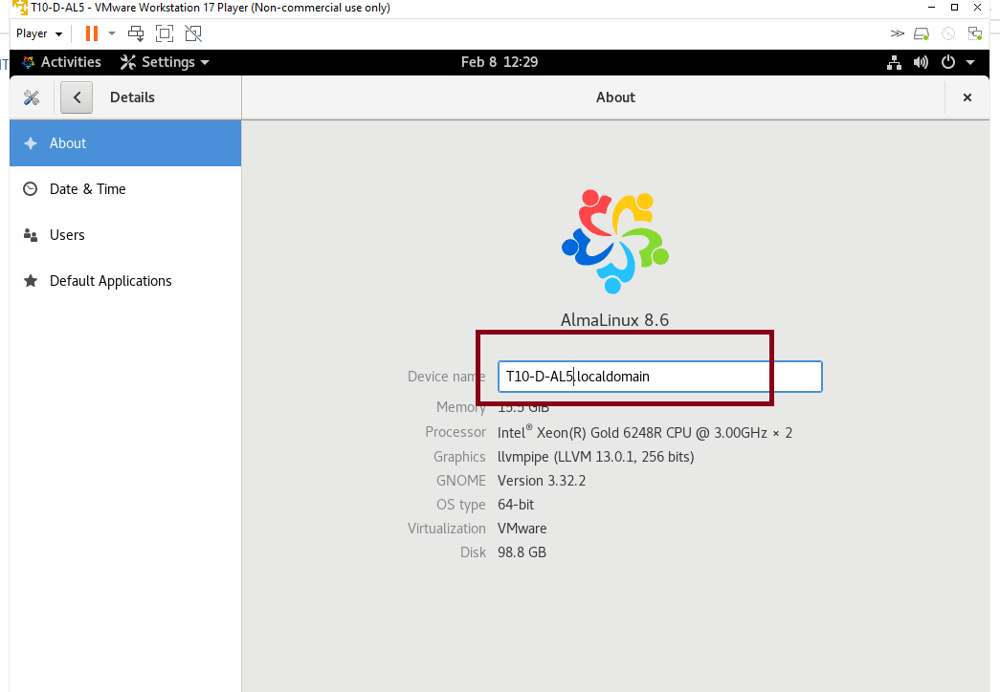 T10-D-AL5 - VMware Workstation 17 Player (Non-commercial use only)
Player
Activities Settings Feb 8 12:29
Details About
About
Date & Time
Users
Default Applications
AlmaLinux 8.6
Device name T10-D-AL5.localdomain
Memory 15.5 GiB
Processor Intel® Xeon(R) Gold 6248R CPU @ 3.00GHz × 2
Graphics llvmpipe (LLVM 13.0.1, 256 bits)
GNOME Version 3.32.2
OS type 64-bit
Virtualization VMware
Disk 98.8 GB